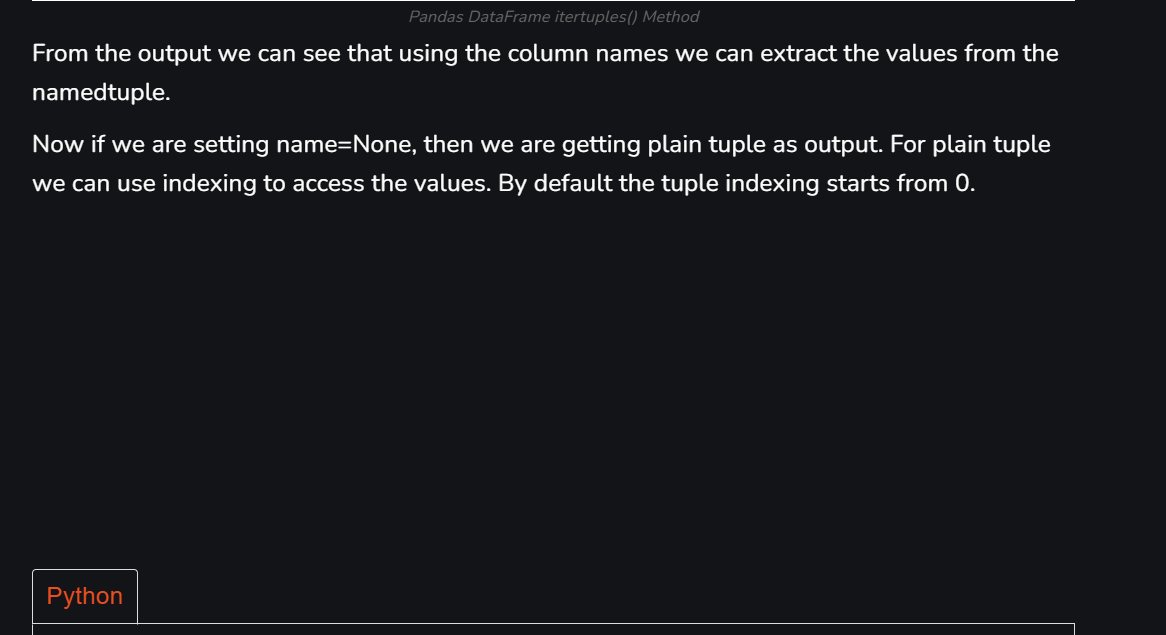 Pandas DataFrame itertuples() Method
From the output we can see that using the column names we can extract the values from the
namedtuple.
Now if we are setting name=None, then we are getting plain tuple as output. For plain tuple
we can use indexing to access the values. By default the tuple indexing starts from 0.
Python